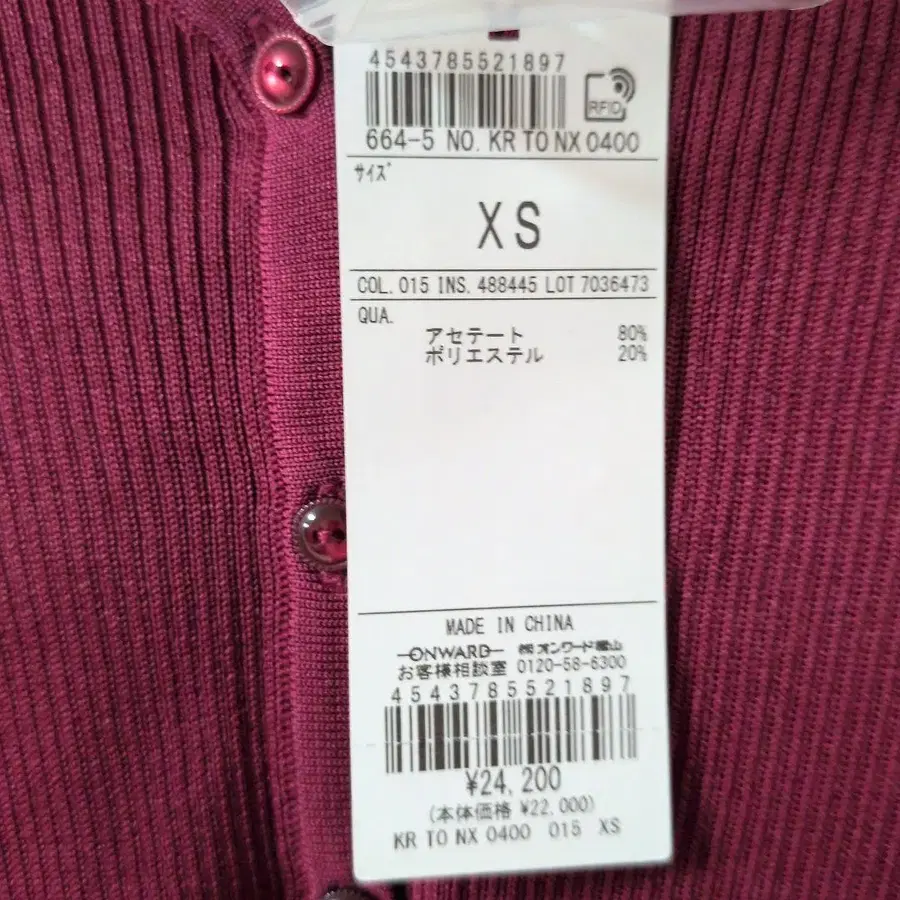 4543785521897
RFID
664-5 NO. KR TO NX 0400
サイズ
XS
COL. 015 INS. 488445 LOT 7036473
QUA.
アセテート 80%
ポリエステル 20%
MADE IN CHINA
ONWARD ㈱オンワード樫山
お客様相談室 0120-58-6300
4543785521897
¥24,200
(本体価格 ¥22,000)
KR TO NX 0400 015 XS